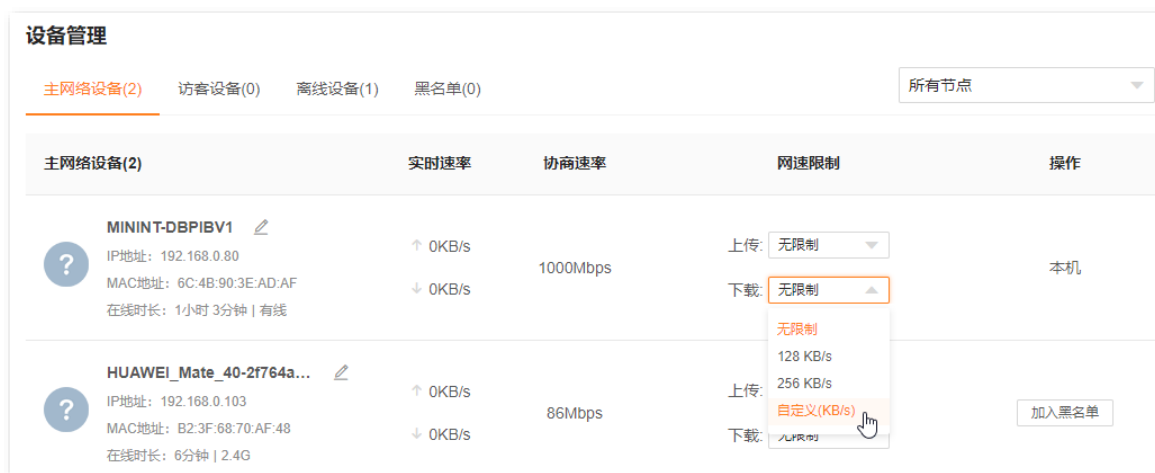 设备管理
主网络设备(2) 访客设备(0) 离线设备(1) 黑名单(0) 所有节点
主网络设备(2) 实时速率 协商速率 网速限制 操作
MININT-DBPIBV1
IP地址：192.168.0.80
MAC地址：6C:4B:90:3E:AD:AF
在线时长：1小时 3分钟 | 有线
↑ 0KB/s
↓ 0KB/s
1000Mbps
上传: 无限制
下载: 无限制
本机
无限制
128 KB/s
256 KB/s
自定义(KB/s)
HUAWEI_Mate_40-2f764a...
IP地址：192.168.0.103
MAC地址：B2:3F:68:70:AF:48
在线时长：6分钟 | 2.4G
↑ 0KB/s
↓ 0KB/s
86Mbps
上传:
下载: 无限制
加入黑名单